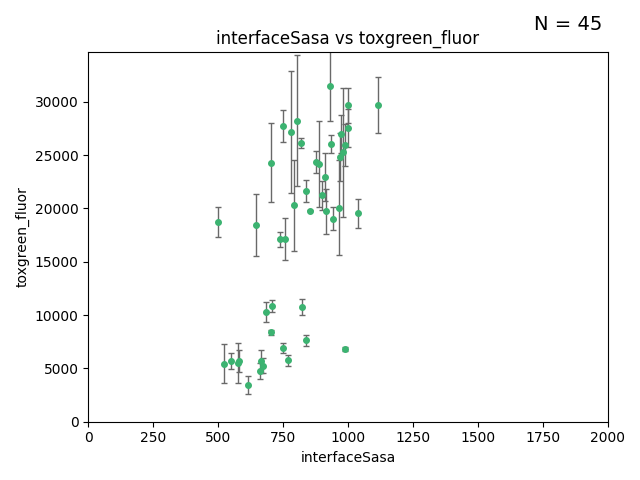 N = 45
interfaceSasa vs toxgreen_fluor
30000
25000
20000
15000
10000
5000
0
toxgreen_fluor
0 250 500 750 1000 1250 1500 1750 2000
interfaceSasa